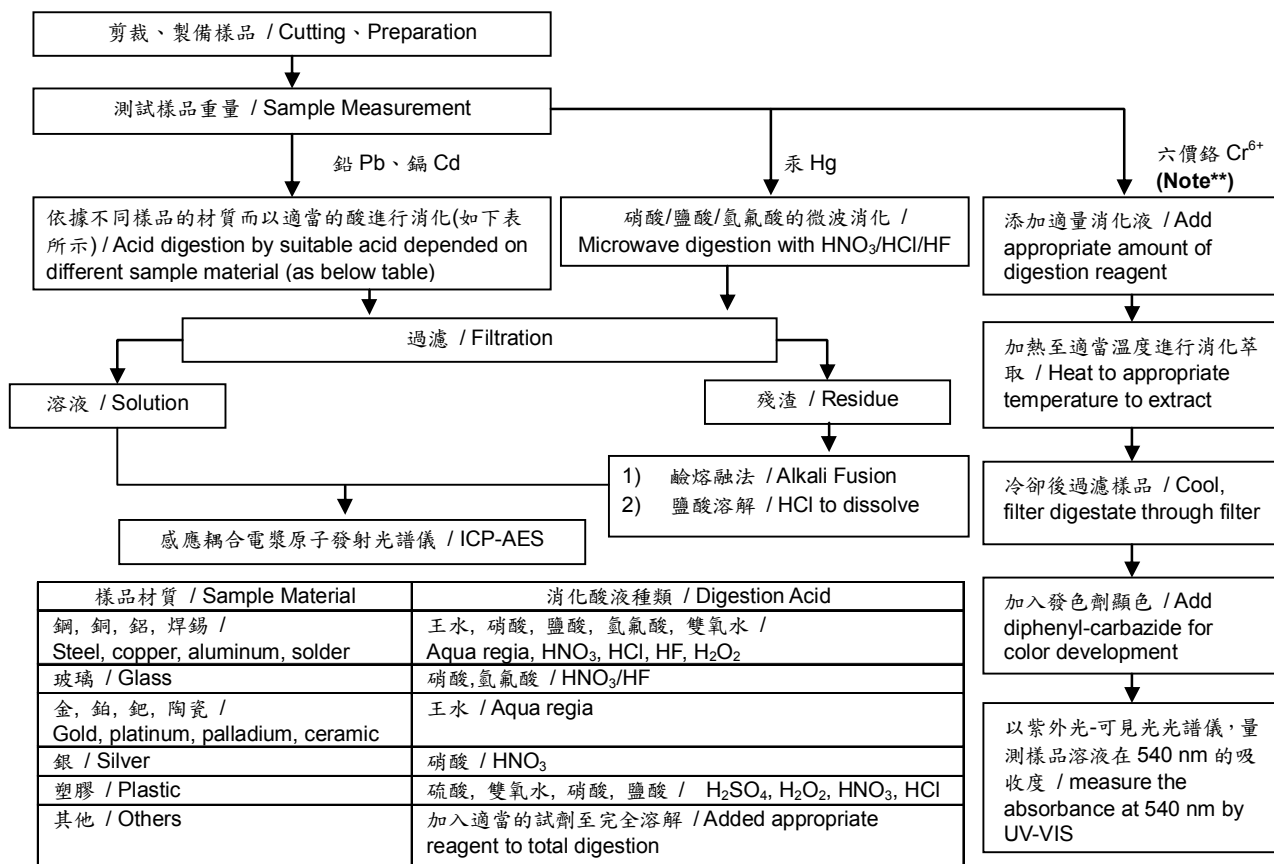 剪裁、製備樣品 / Cutting、Preparation
測試樣品重量 / Sample Measurement
鉛 Pb、鎘 Cd
汞 Hg
六價鉻 Cr⁶⁺
(Note**)
依據不同樣品的材質而以適當的酸進行消化(如下表
所示) / Acid digestion by suitable acid depended on
different sample material (as below table)
硝酸/鹽酸/氫氟酸的微波消化 /
Microwave digestion with HNO₃/HCl/HF
添加適量消化液 / Add
appropriate amount of
digestion reagent
過濾 / Filtration
加熱至適當溫度進行消化萃
取 / Heat to appropriate
temperature to extract
溶液 / Solution
殘渣 / Residue
1) 鹼熔融法 / Alkali Fusion
2) 鹽酸溶解 / HCl to dissolve
冷卻後過濾樣品 / Cool,
filter digestate through filter
感應耦合電漿原子發射光譜儀 / ICP-AES
加入發色劑顯色 / Add
diphenyl-carbazide for
color development
以紫外光-可見光光譜儀，量
測樣品溶液在 540 nm 的吸
收度 / measure the
absorbance at 540 nm by
UV-VIS
樣品材質 / Sample Material
消化酸液種類 / Digestion Acid
鋼, 銅, 鋁, 焊錫 /
Steel, copper, aluminum, solder
王水, 硝酸, 鹽酸, 氫氟酸, 雙氧水 /
Aqua regia, HNO₃, HCl, HF, H₂O₂
玻璃 / Glass
硝酸,氫氟酸 / HNO₃/HF
金, 鉑, 鈀, 陶瓷 /
Gold, platinum, palladium, ceramic
王水 / Aqua regia
銀 / Silver
硝酸 / HNO₃
塑膠 / Plastic
硫酸, 雙氧水, 硝酸, 鹽酸 / H₂SO₄, H₂O₂, HNO₃, HCl
其他 / Others
加入適當的試劑至完全溶解 / Added appropriate
reagent to total digestion